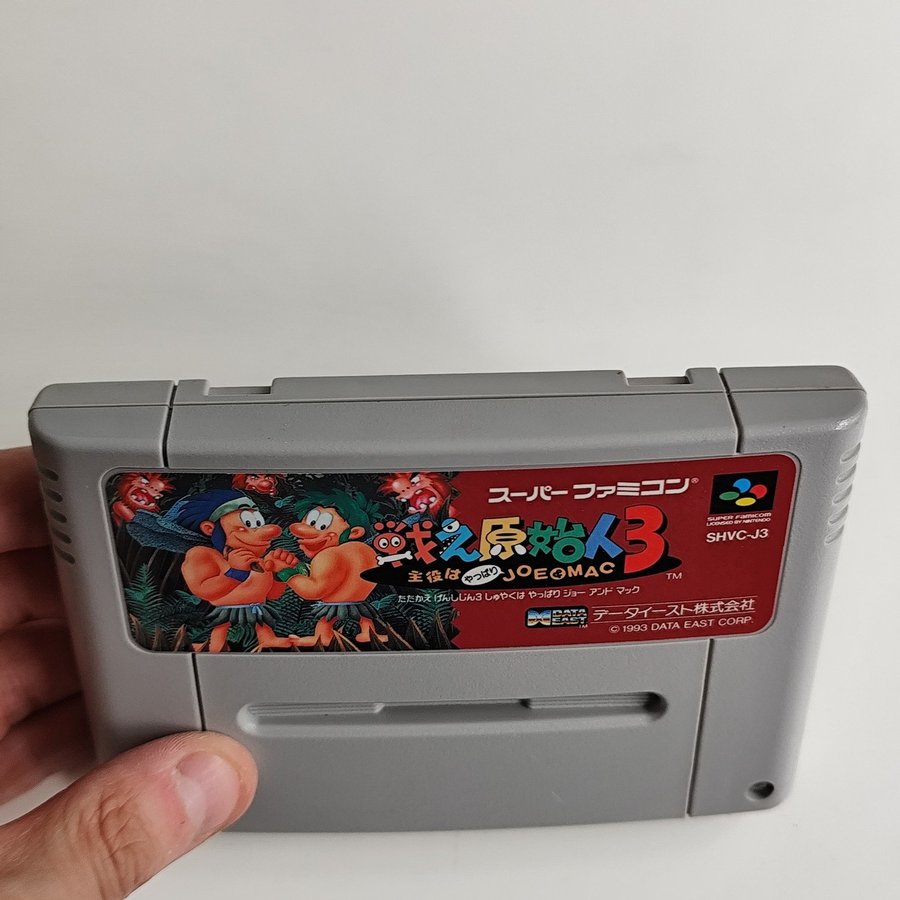 スーパーファミコン®
戦え原始人3
主役は やっぱり JOE&MAC
TM
たたかえ げんしじん3 しゅやくは やっぱり ジョー アンド マック
DATA EAST TM データイースト株式会社
© 1993 DATA EAST CORP.
SUPER FAMICOM
LICENSED BY NINTENDO
SHVC-J3